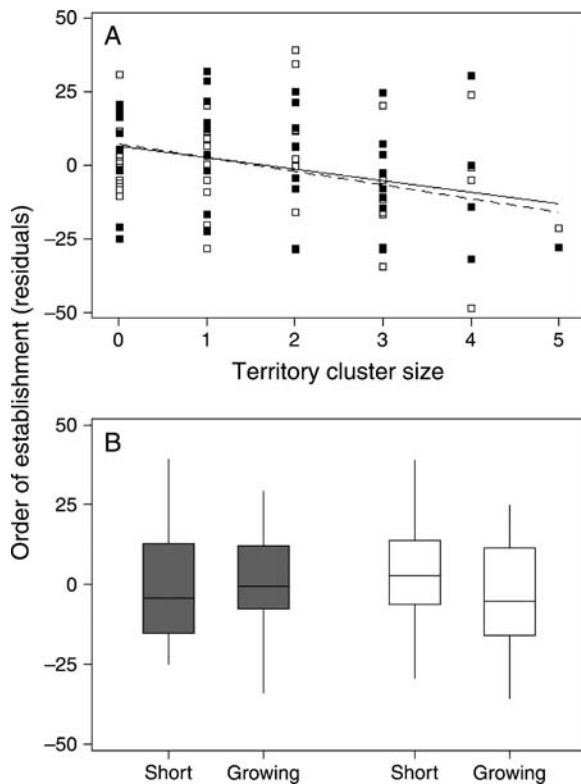 Order of establishment (residuals)
A
50
25
0
−25
−50
0 1 2 3 4 5
Territory cluster size
B
50
25
0
−25
−50
Short Growing Short Growing